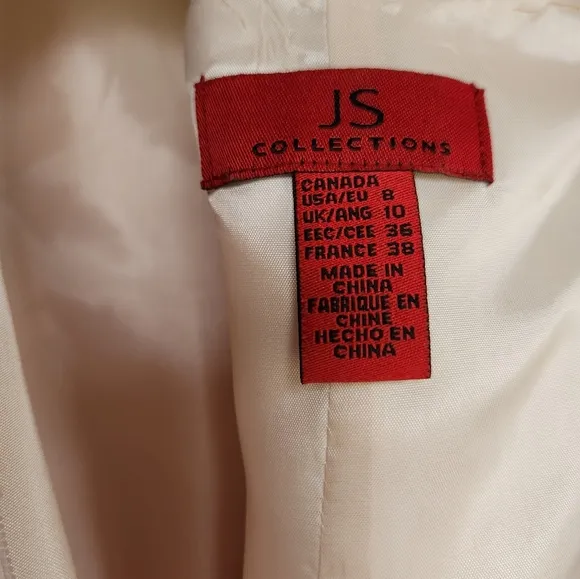 JS
COLLECTIONS
CANADA
USA/EU 8
UK/ANG 10
EEC/CEE 36
FRANCE 38
MADE IN
CHINA
FABRIQUE EN
CHINE
HECHO EN
CHINA